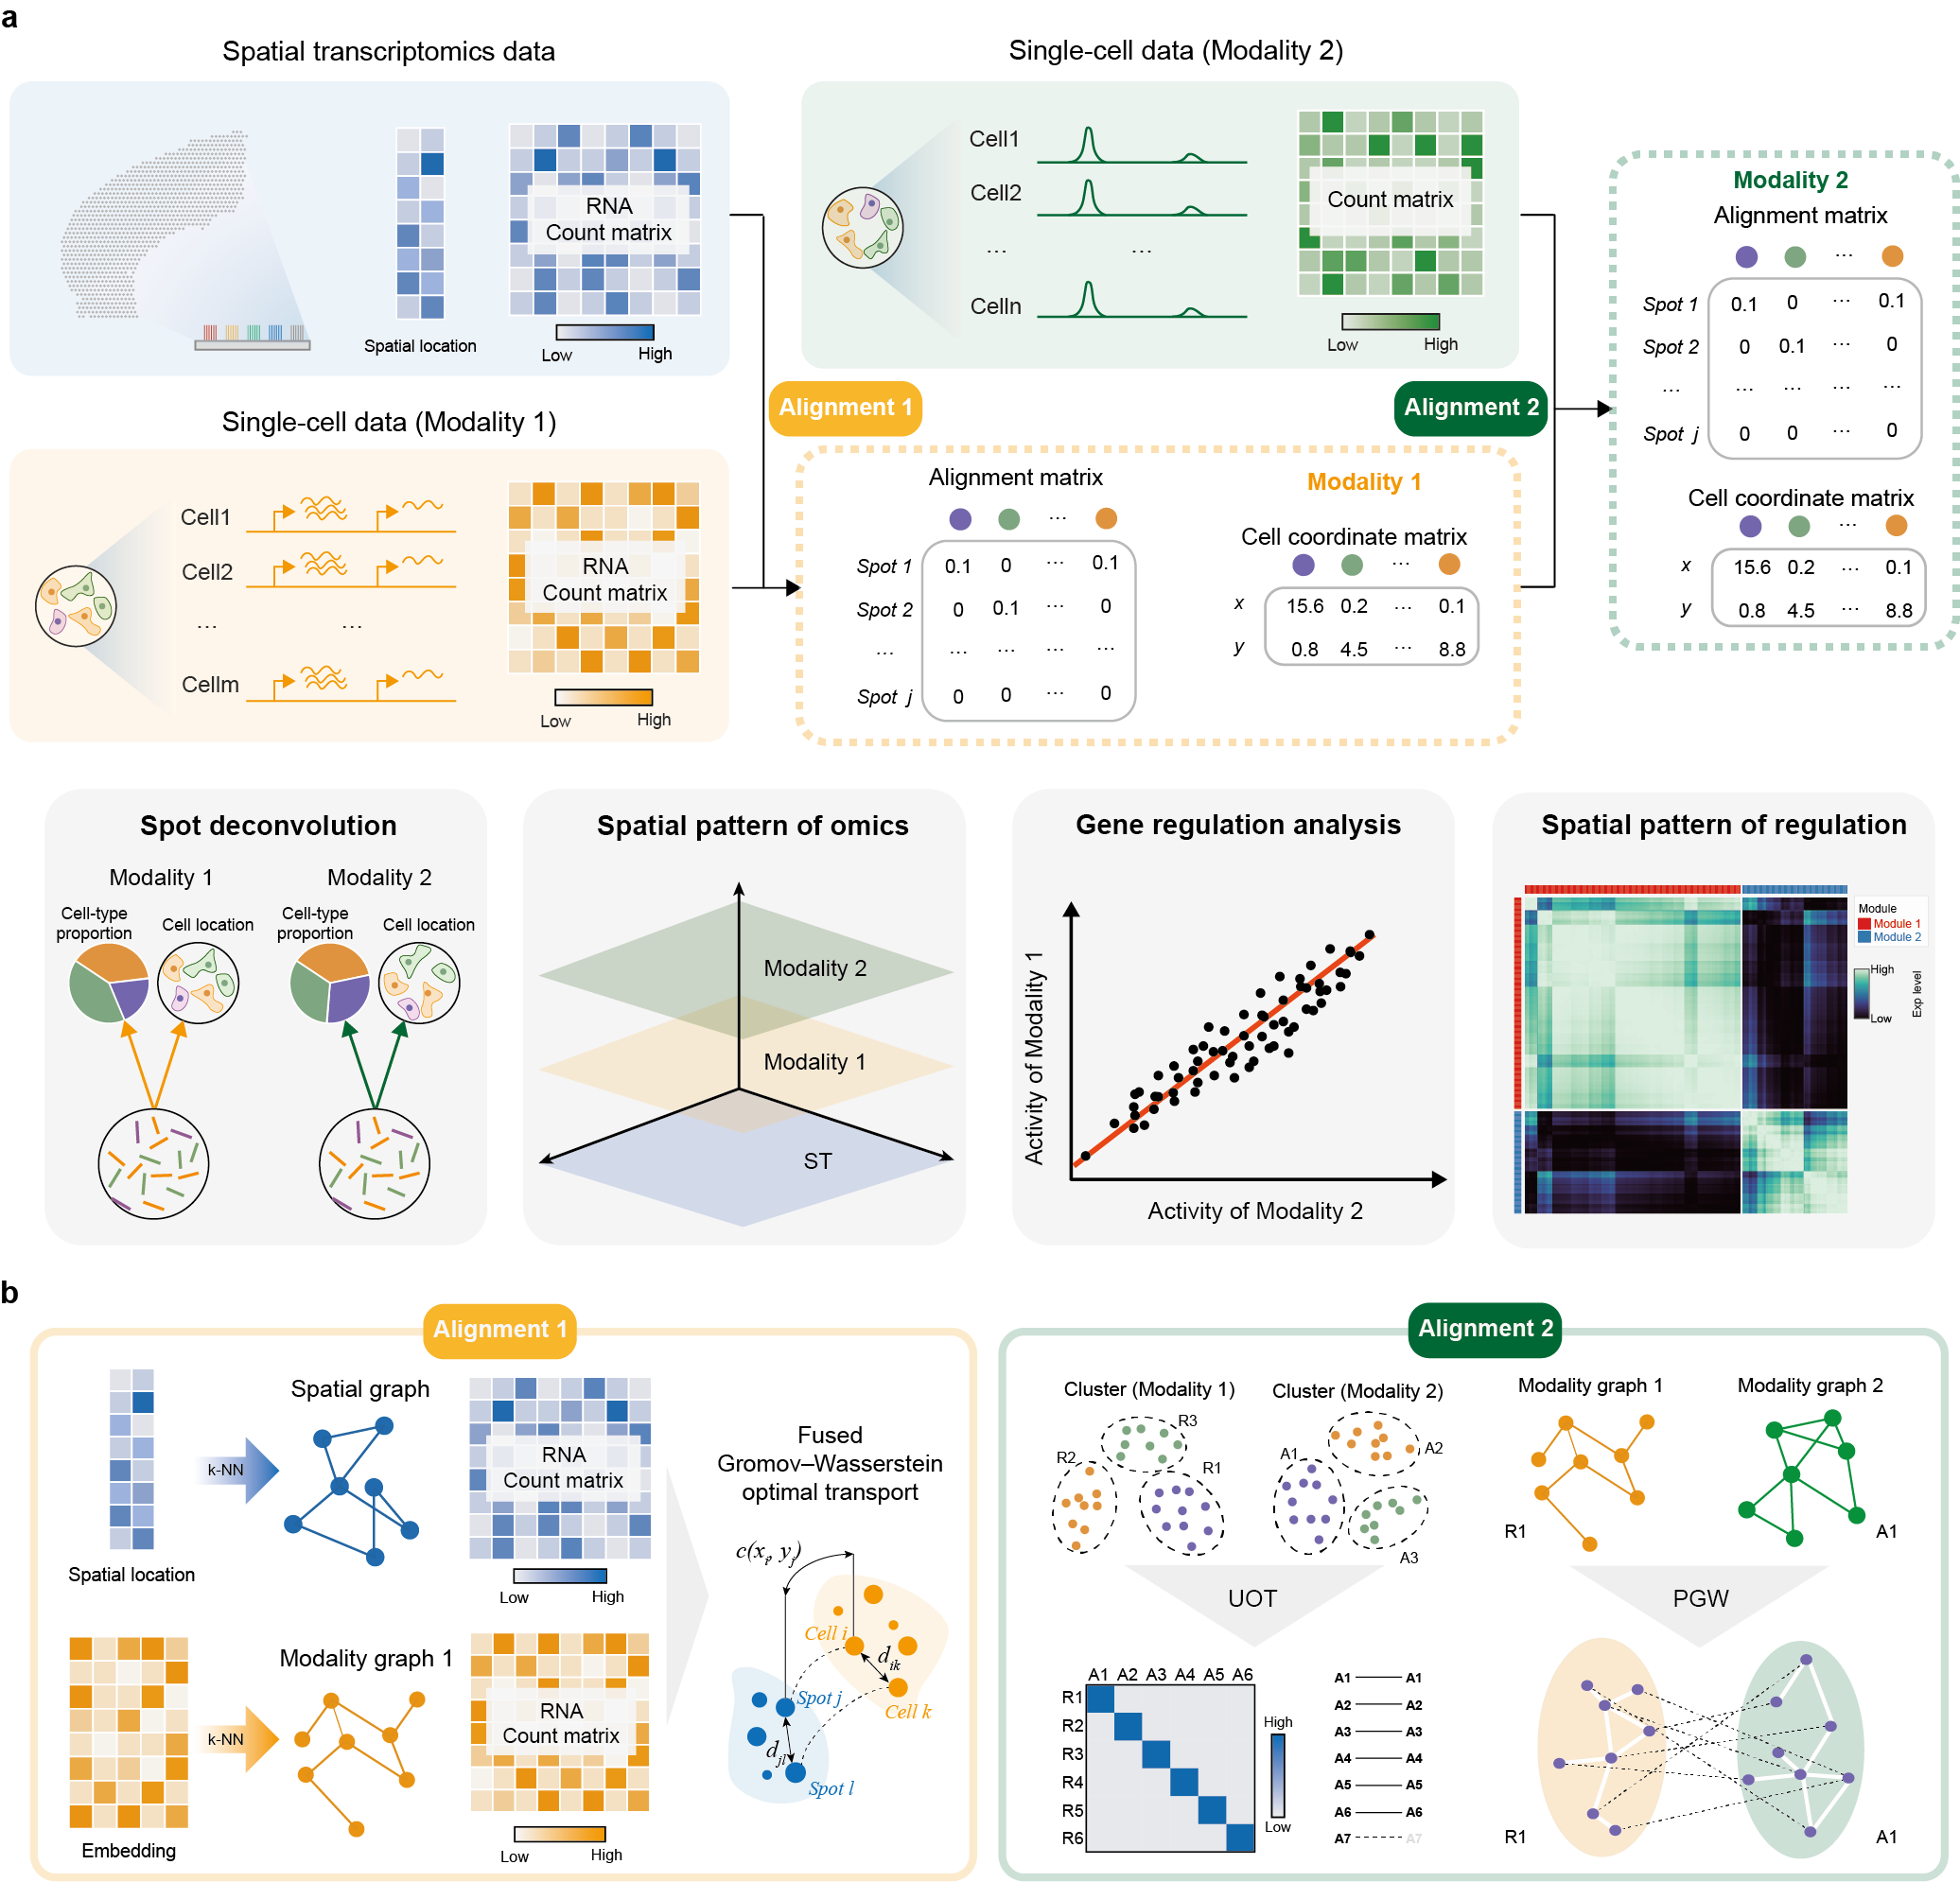 a
Spatial transcriptomics data
Spatial location
RNA
Count matrix
Low
High
Single-cell data (Modality 2)
Cell1
Cell2
...
...
Celln
Count matrix
Low
High
Single-cell data (Modality 1)
Cell1
Cell2
...
...
Cellm
RNA
Count matrix
Low
High
Alignment 1
Alignment 2
Alignment matrix
...
Spot 1 0.1 0 ... 0.1
Spot 2 0 0.1 ... 0
... ... ... ... ...
Spot j 0 0 ... 0
Modality 1
Cell coordinate matrix
...
x 15.6 0.2 ... 0.1
y 0.8 4.5 ... 8.8
Modality 2
Alignment matrix
...
Spot 1 0.1 0 ... 0.1
Spot 2 0 0.1 ... 0
... ... ... ... ...
Spot j 0 0 ... 0
Cell coordinate matrix
...
x 15.6 0.2 ... 0.1
y 0.8 4.5 ... 8.8
Spot deconvolution
Modality 1
Modality 2
Cell-type
proportion
Cell location
Cell-type
proportion
Cell location
Spatial pattern of omics
Modality 2
Modality 1
ST
Gene regulation analysis
Activity of Modality 1
Activity of Modality 2
Spatial pattern of regulation
Module
Module 1
Module 2
High
Low
Exp level
b
Alignment 1
Spatial location
k-NN
Spatial graph
RNA
Count matrix
Low
High
Embedding
k-NN
Modality graph 1
RNA
Count matrix
Low
High
Fused
Gromov–Wasserstein
optimal transport
c(xi, yj)
Cell i
dik
Cell k
Spot j
djl
Spot l
Alignment 2
Cluster (Modality 1)
R3
R2
R1
Cluster (Modality 2)
A1
A2
A3
Modality graph 1
R1
Modality graph 2
A1
UOT
PGW
A1 A2 A3 A4 A5 A6
R1
R2
R3
R4
R5
R6
High
Low
A1 A1
A2 A2
A3 A3
A4 A4
A5 A5
A6 A6
A7 A7
R1
A1